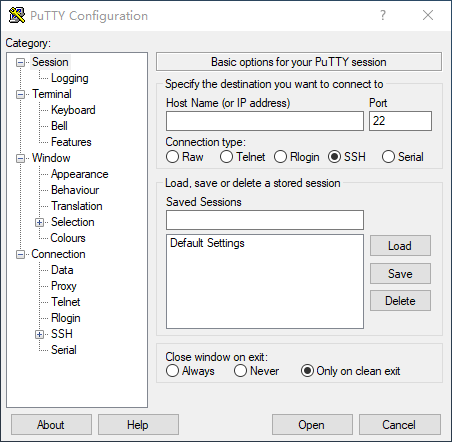 PuTTY Configuration
?
Category:
Session
Logging
Terminal
Keyboard
Bell
Features
Window
Appearance
Behaviour
Translation
Selection
Colours
Connection
Data
Proxy
Telnet
Rlogin
SSH
Serial
Basic options for your PuTTY session
Specify the destination you want to connect to
Host Name (or IP address) Port
22
Connection type:
Raw Telnet Rlogin SSH Serial
Load, save or delete a stored session
Saved Sessions
Default Settings
Load
Save
Delete
Close window on exit:
Always Never Only on clean exit
About Help Open Cancel